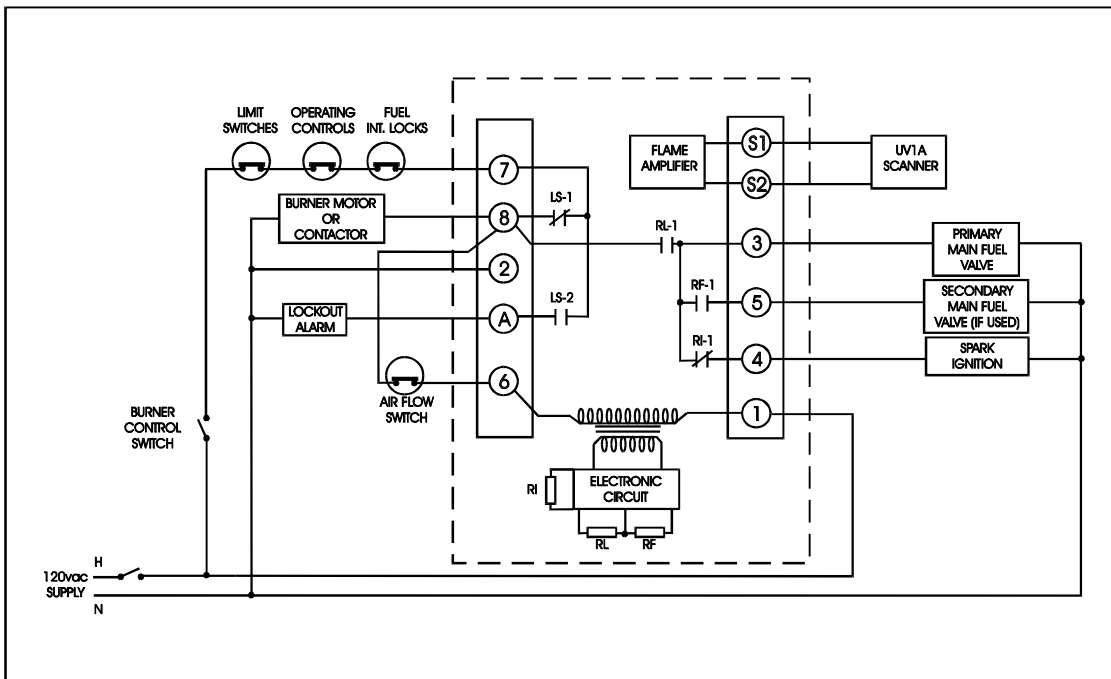 LIMIT
SWITCHES
OPERATING
CONTROLS
FUEL
INT. LOCKS
7
LS-1
BURNER MOTOR
OR
CONTACTOR
8
2
LOCKOUT
ALARM
A
LS-2
6
AIR FLOW
SWITCH
BURNER
CONTROL
SWITCH
FLAME
AMPLIFIER
S1
S2
UV1A
SCANNER
RL-1
3
PRIMARY
MAIN FUEL
VALVE
RF-1
5
SECONDARY
MAIN FUEL
VALVE (IF USED)
RI-1
4
SPARK
IGNITION
1
RI
ELECTRONIC
CIRCUIT
RL
RF
H
120vac
SUPPLY
N